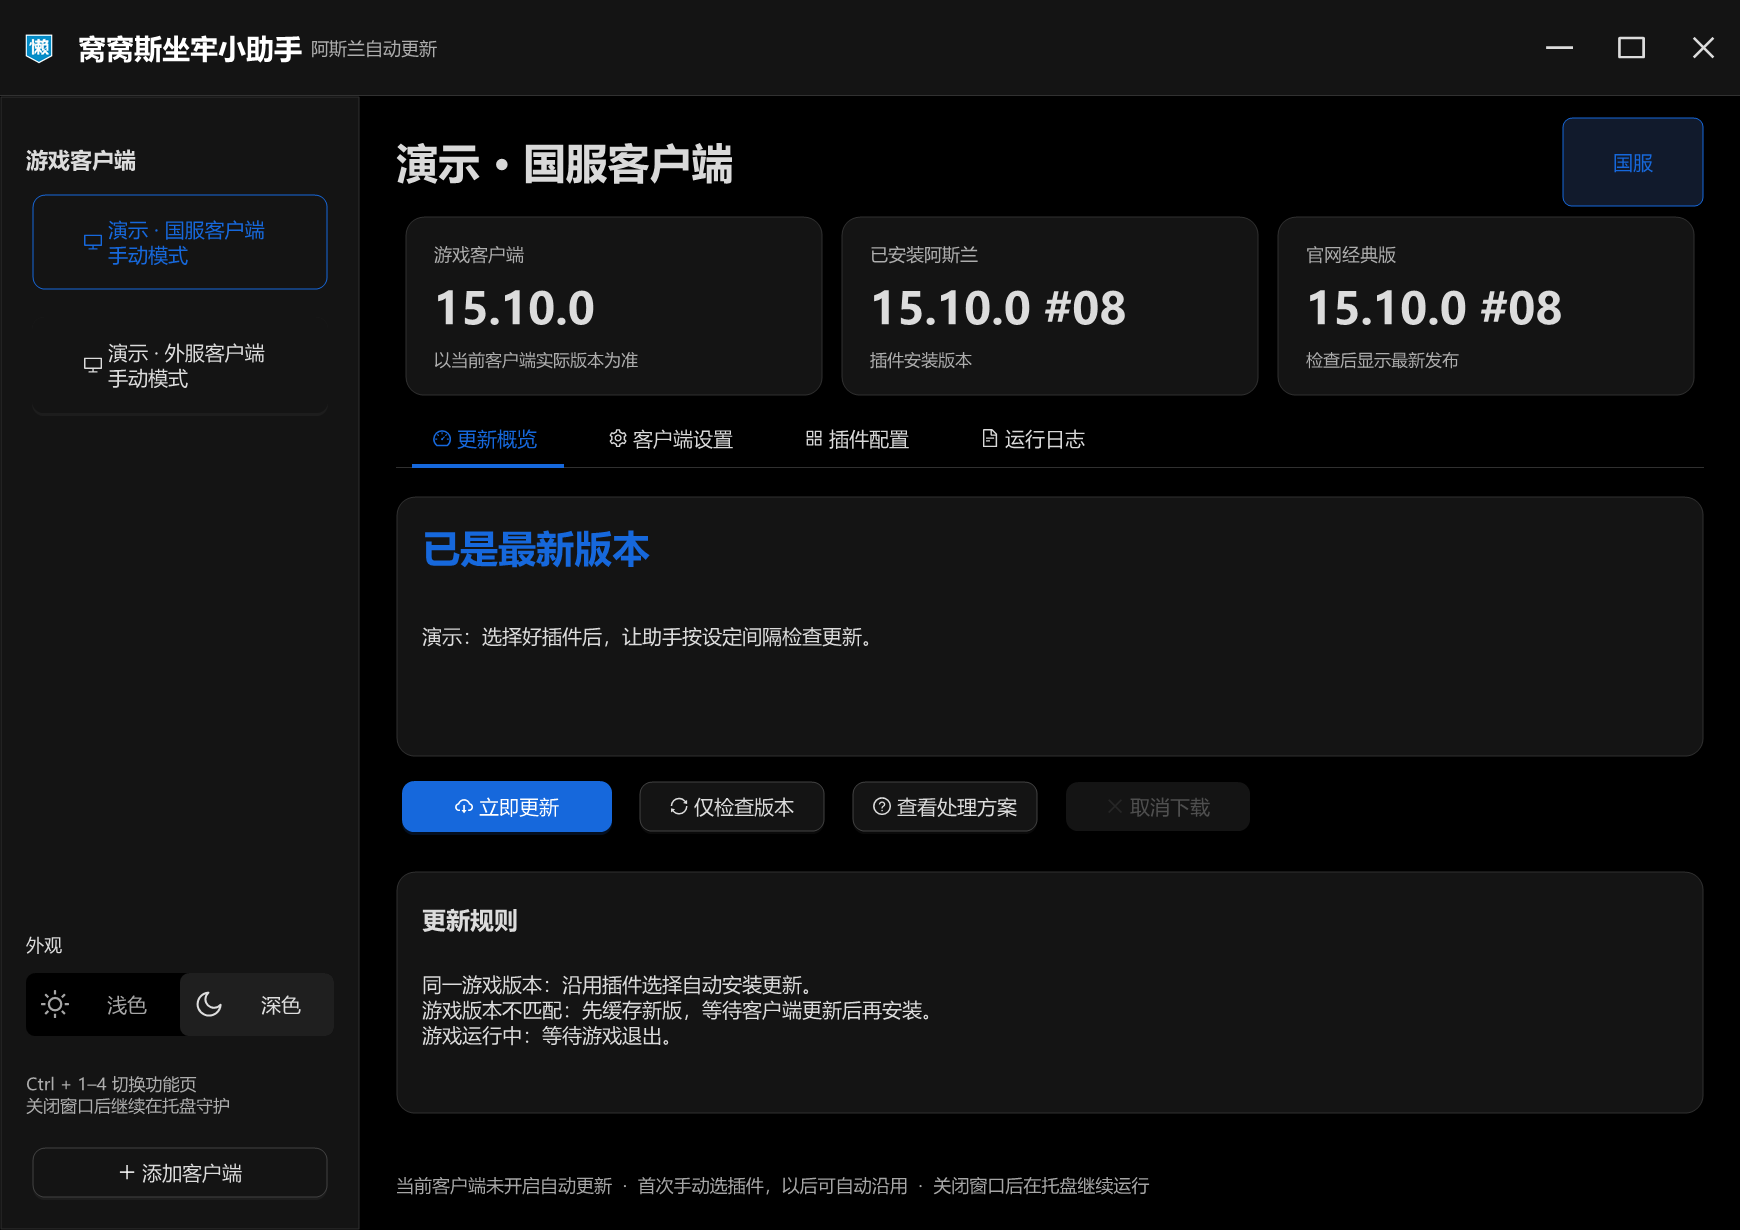 懒
窝窝斯坐牢小助手 阿斯兰自动更新
游戏客户端
演示 · 国服客户端
手动模式
演示 · 外服客户端
手动模式
外观
浅色 深色
Ctrl + 1–4 切换功能页
关闭窗口后继续在托盘守护
添加客户端
演示 · 国服客户端
国服
游戏客户端
15.10.0
以当前客户端实际版本为准
已安装阿斯兰
15.10.0 #08
插件安装版本
官网经典版
15.10.0 #08
检查后显示最新发布
更新概览 客户端设置 插件配置 运行日志
已是最新版本
演示：选择好插件后，让助手按设定间隔检查更新。
立即更新 仅检查版本 查看处理方案 取消下载
更新规则
同一游戏版本：沿用插件选择自动安装更新。
游戏版本不匹配：先缓存新版，等待客户端更新后再安装。
游戏运行中：等待游戏退出。
当前客户端未开启自动更新 · 首次手动选插件，以后可自动沿用 · 关闭窗口后在托盘继续运行